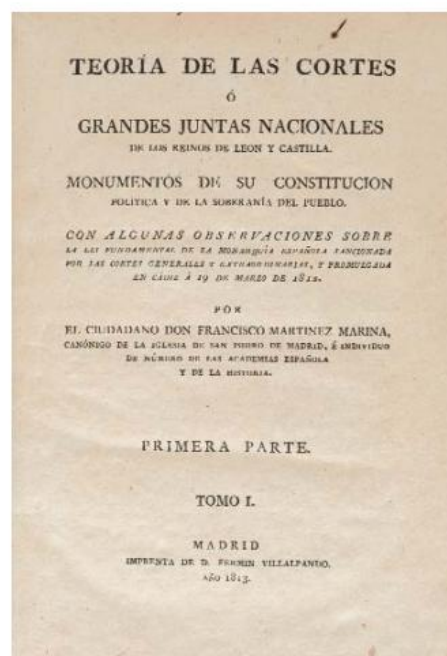 TEORÍA DE LAS CORTES
Ó
GRANDES JUNTAS NACIONALES
DE LOS REINOS DE LEON Y CASTILLA.
MONUMENTOS DE SU CONSTITUCION
POLITICA Y DE LA SOBERANÍA DEL PUEBLO.
CON ALGUNAS OBSERVACIONES SOBRE
LA LEI FUNDAMENTAL DE LA MONARQUÍA ESPAÑOLA SANCIONADA
POR LAS CORTES GENERALES Y EXTRAORDINARIAS, Y PROMULGADA
EN CADIZ Á 19 DE MARZO DE 1812.
POR
EL CIUDADANO DON FRANCISCO MARTINEZ MARINA,
CANÓNIGO DE LA IGLESIA DE SAN ISIDRO DE MADRID, É INDIVIDUO
DE NÚMERO DE LAS ACADEMIAS ESPAÑOLA
Y DE LA HISTORIA.
PRIMERA PARTE.
TOMO I.
MADRID
IMPRENTA DE D. FERMIN VILLALPANDO.
AÑO 1813.